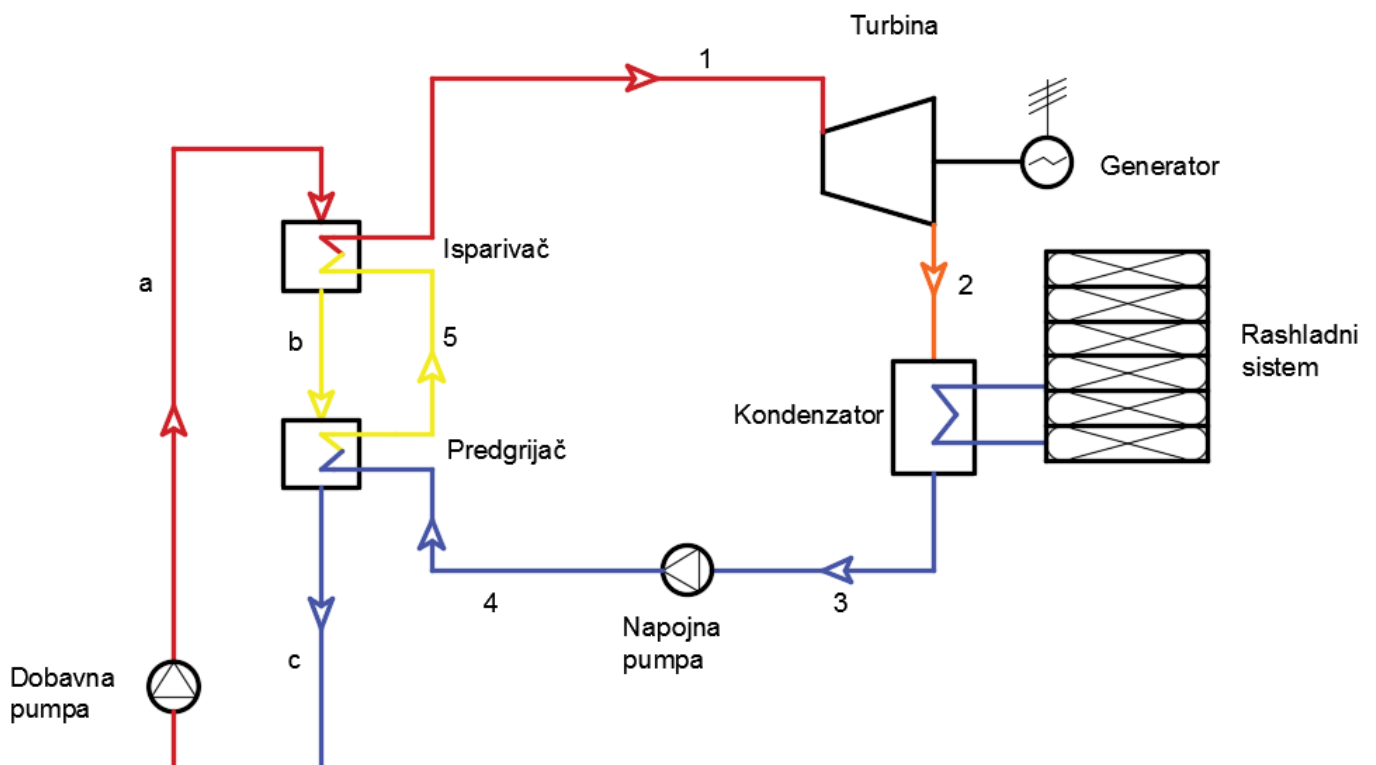 Turbina
1
Generator
a
Isparivač
2
b
5
Rashladni
sistem
Kondenzator
Predgrijač
4
3
Napojna
pumpa
c
Dobavna
pumpa